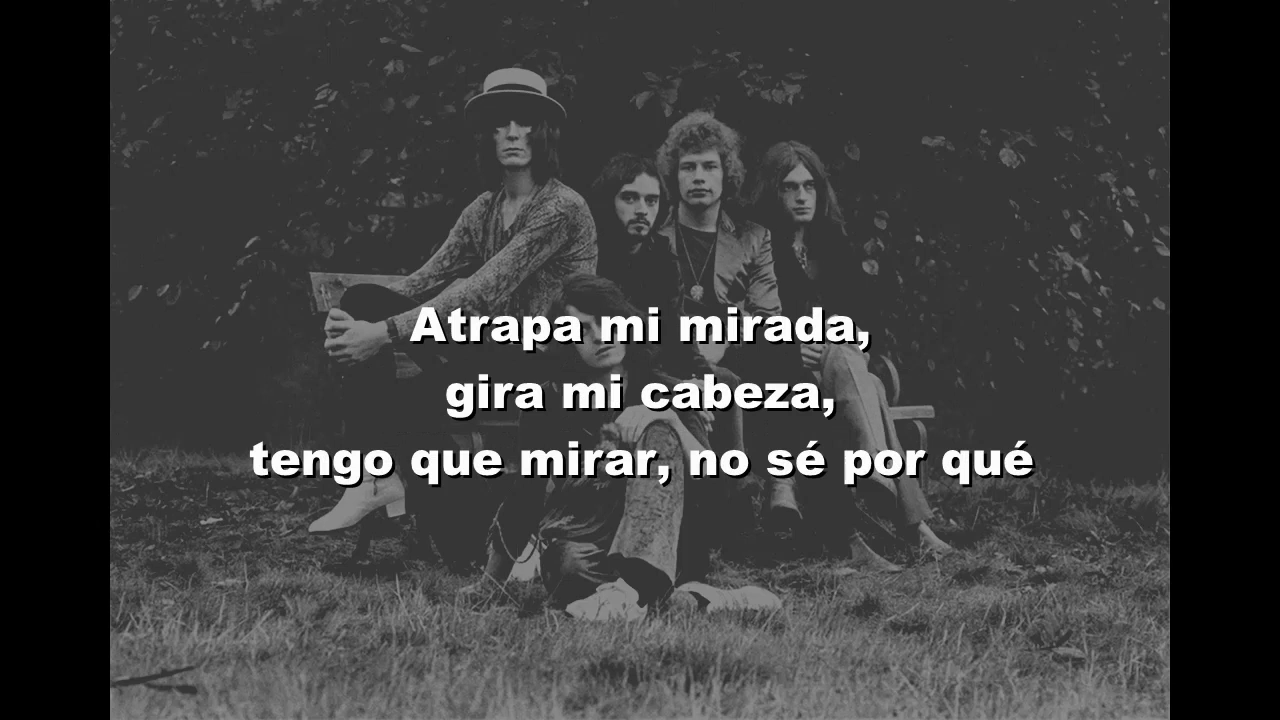 Atrapa mi mirada,
gira mi cabeza,
tengo que mirar, no sé por qué